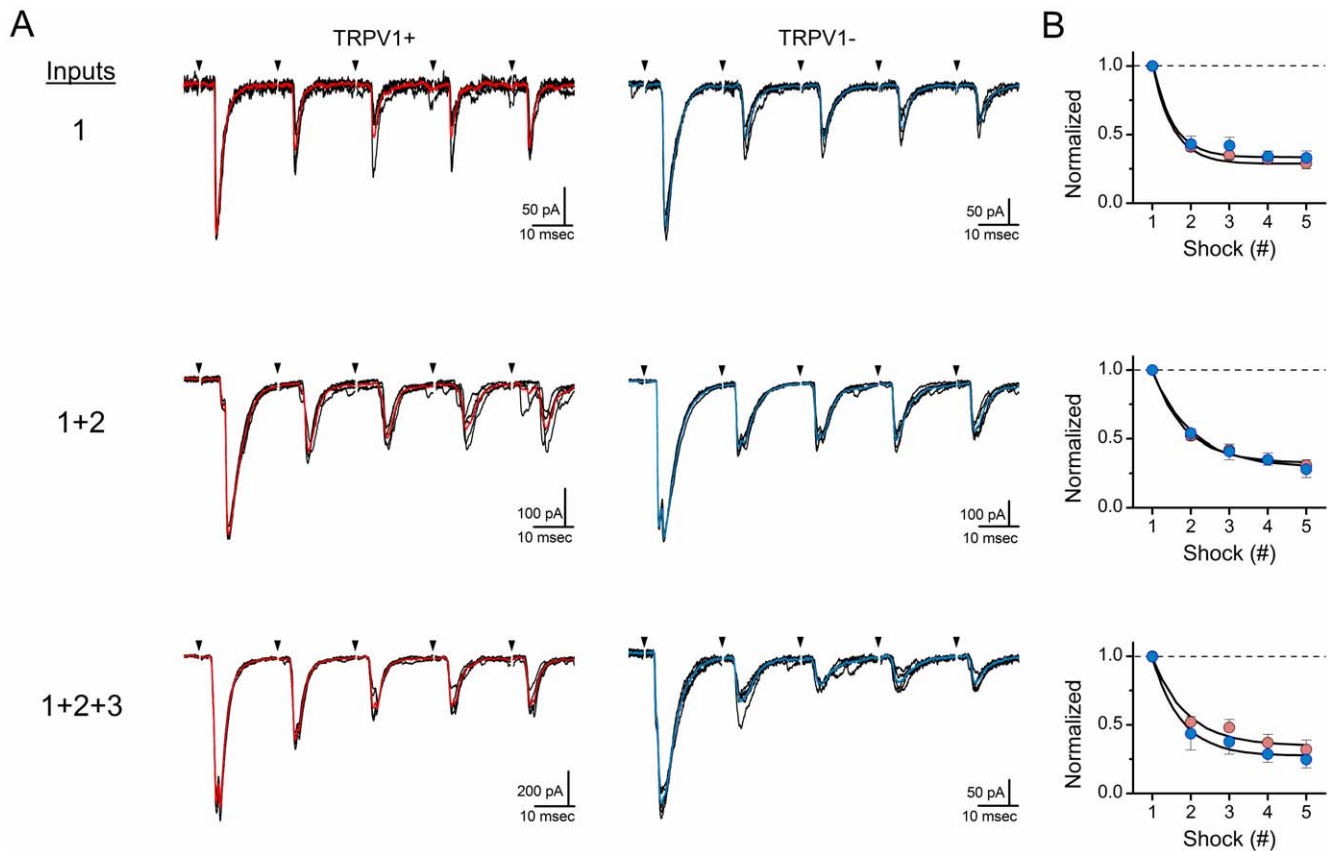 A
TRPV1+
TRPV1-
B
Inputs
1
50 pA
10 msec
50 pA
10 msec
1.0
0.5
0.0
Normalized
1 2 3 4 5
Shock (#)
1+2
100 pA
10 msec
100 pA
10 msec
1.0
0.5
0.0
Normalized
1 2 3 4 5
Shock (#)
1+2+3
200 pA
10 msec
50 pA
10 msec
1.0
0.5
0.0
Normalized
1 2 3 4 5
Shock (#)